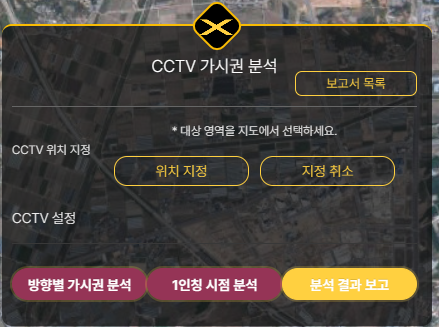 CCTV 가시권 분석
보고서 목록
* 대상 영역을 지도에서 선택하세요.
CCTV 위치 지정
위치 지정
지정 취소
CCTV 설정
방향별 가시권 분석
1인칭 시점 분석
분석 결과 보고